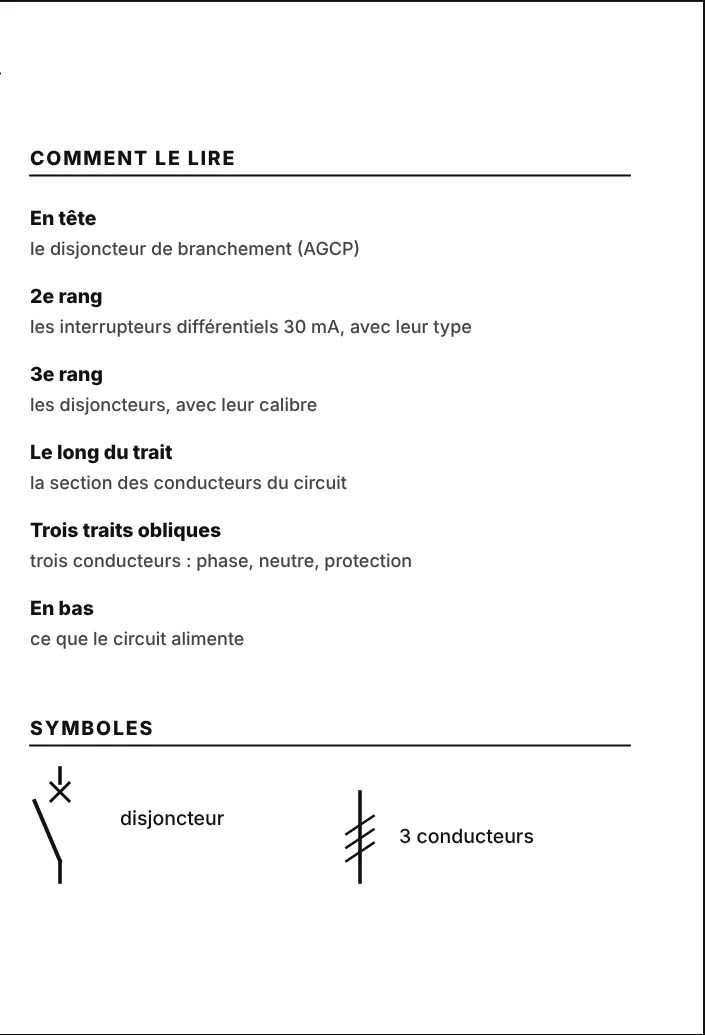 COMMENT LE LIRE
En tête
le disjoncteur de branchement (AGCP)
2e rang
les interrupteurs différentiels 30 mA, avec leur type
3e rang
les disjoncteurs, avec leur calibre
Le long du trait
la section des conducteurs du circuit
Trois traits obliques
trois conducteurs : phase, neutre, protection
En bas
ce que le circuit alimente
SYMBOLES
disjoncteur
3 conducteurs